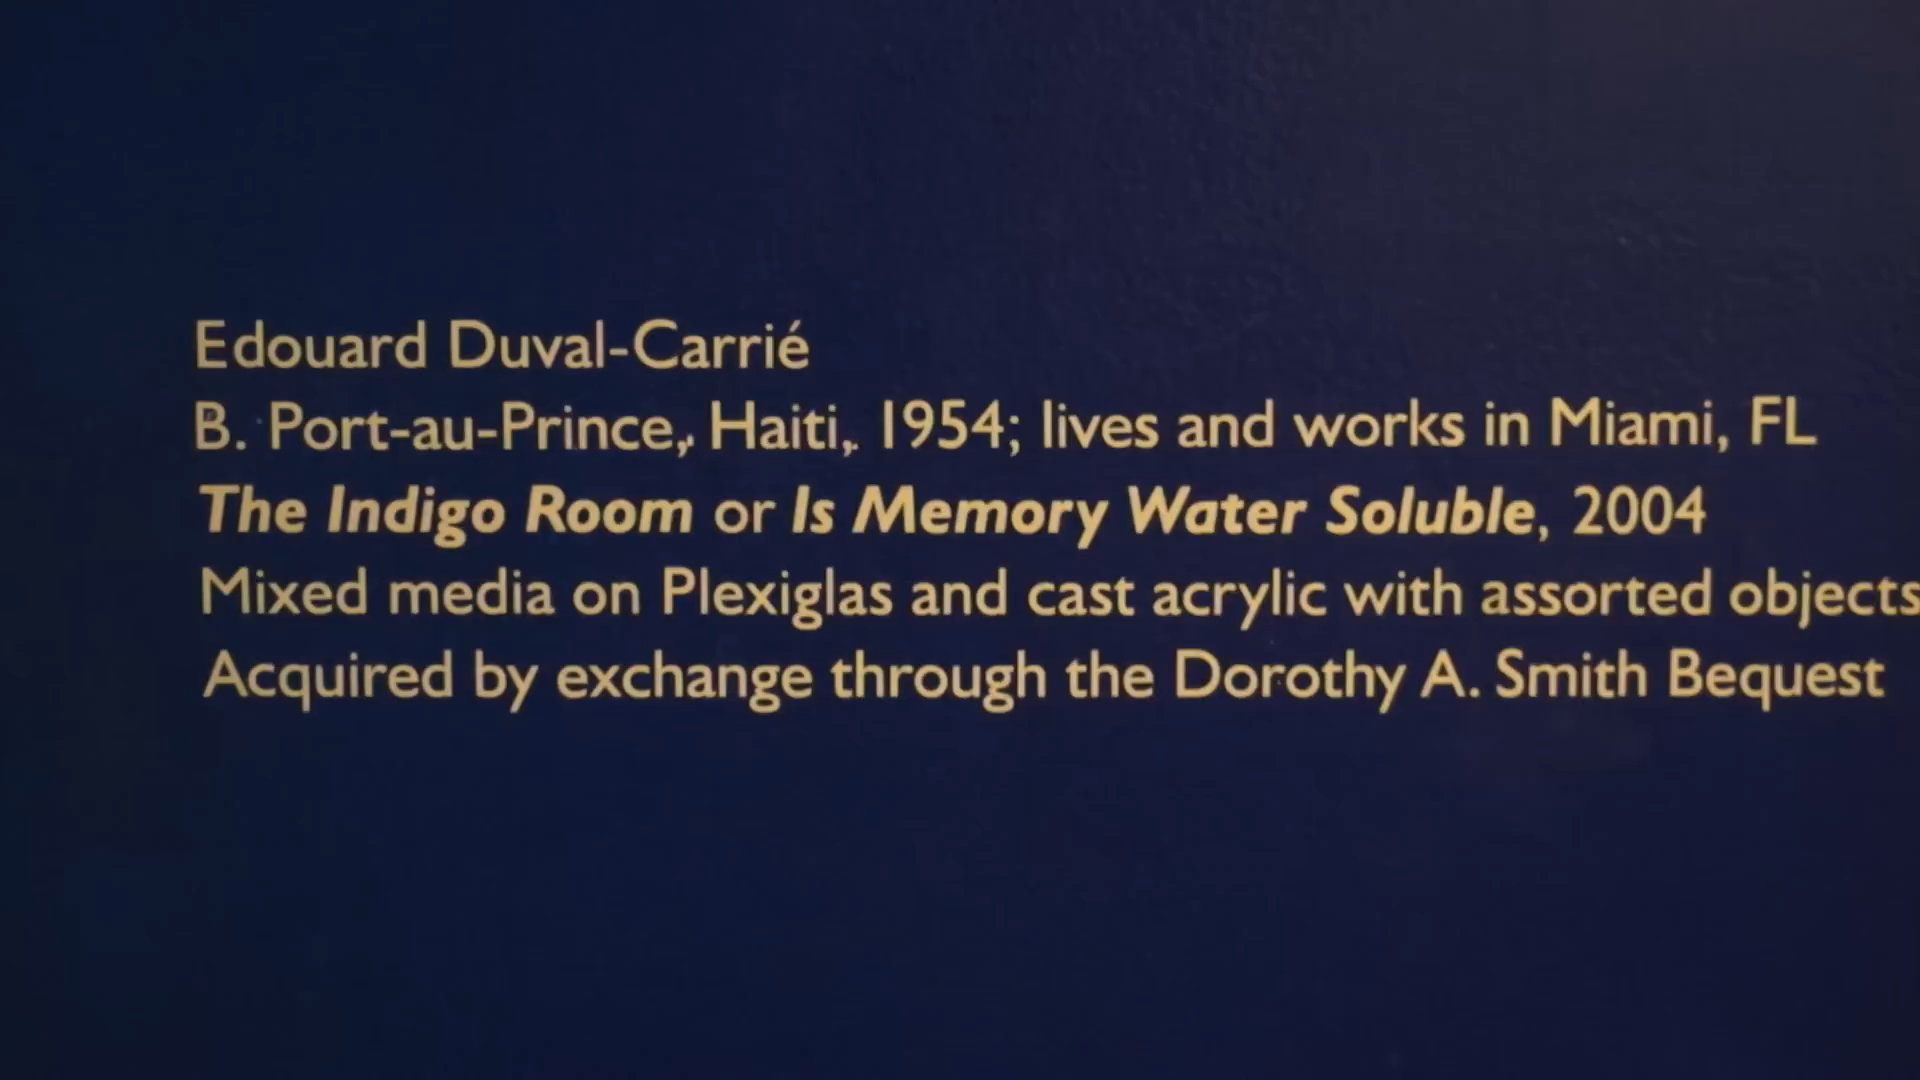 Edouard Duval-Carrié
B. Port-au-Prince, Haiti, 1954; lives and works in Miami, FL
The Indigo Room or Is Memory Water Soluble, 2004
Mixed media on Plexiglas and cast acrylic with assorted objects
Acquired by exchange through the Dorothy A. Smith Bequest